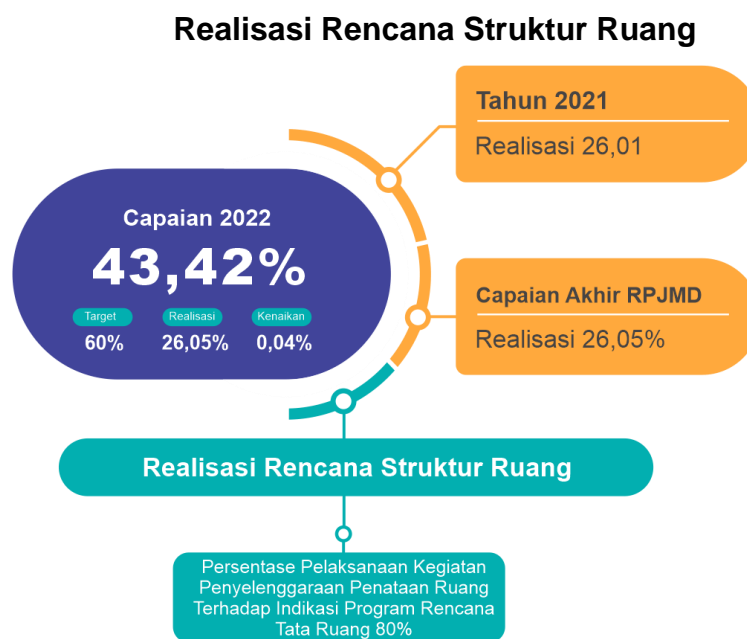 Realisasi Rencana Struktur Ruang
Tahun 2021
Realisasi 26,01
Capaian 2022
43,42%
Target
Realisasi
Kenaikan
60%
26,05%
0,04%
Capaian Akhir RPJMD
Realisasi 26,05%
Realisasi Rencana Struktur Ruang
Persentase Pelaksanaan Kegiatan
Penyelenggaraan Penataan Ruang
Terhadap Indikasi Program Rencana
Tata Ruang 80%